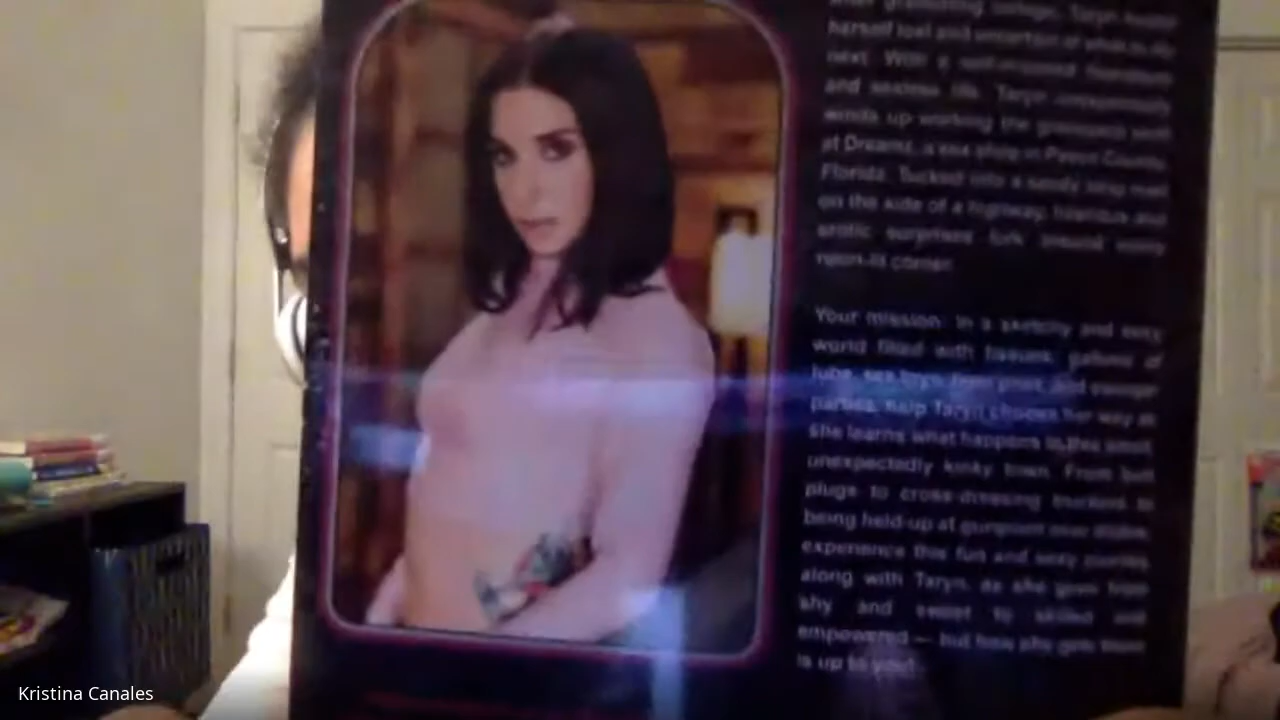 after graduating college, Taryn
herself lost and uncertain of what to do
next. With a
and sexless life, Taryn unexpectedly
winds up working the graveyard shift
at Dreamz, a sex shop in Pasco County,
Florida. Tucked into a seedy strip mall
on the side of a highway, hilarious and
erotic surprises lurk around every
neon-lit corner.
Your mission: In a sketchy and sexy
world filled with tissues, gallons of
lube, sex toys, and swinger
parties, help Taryn choose her way as
she learns what happens in this small,
unexpectedly kinky town. From butt
plugs to cross-dressing truckers to
being held-up at gunpoint over dildos,
experience this fun and sexy journey
along with Taryn, as she goes from
shy and sweet to skilled and
empowered — but how she gets there
is up to you!
Kristina Canales